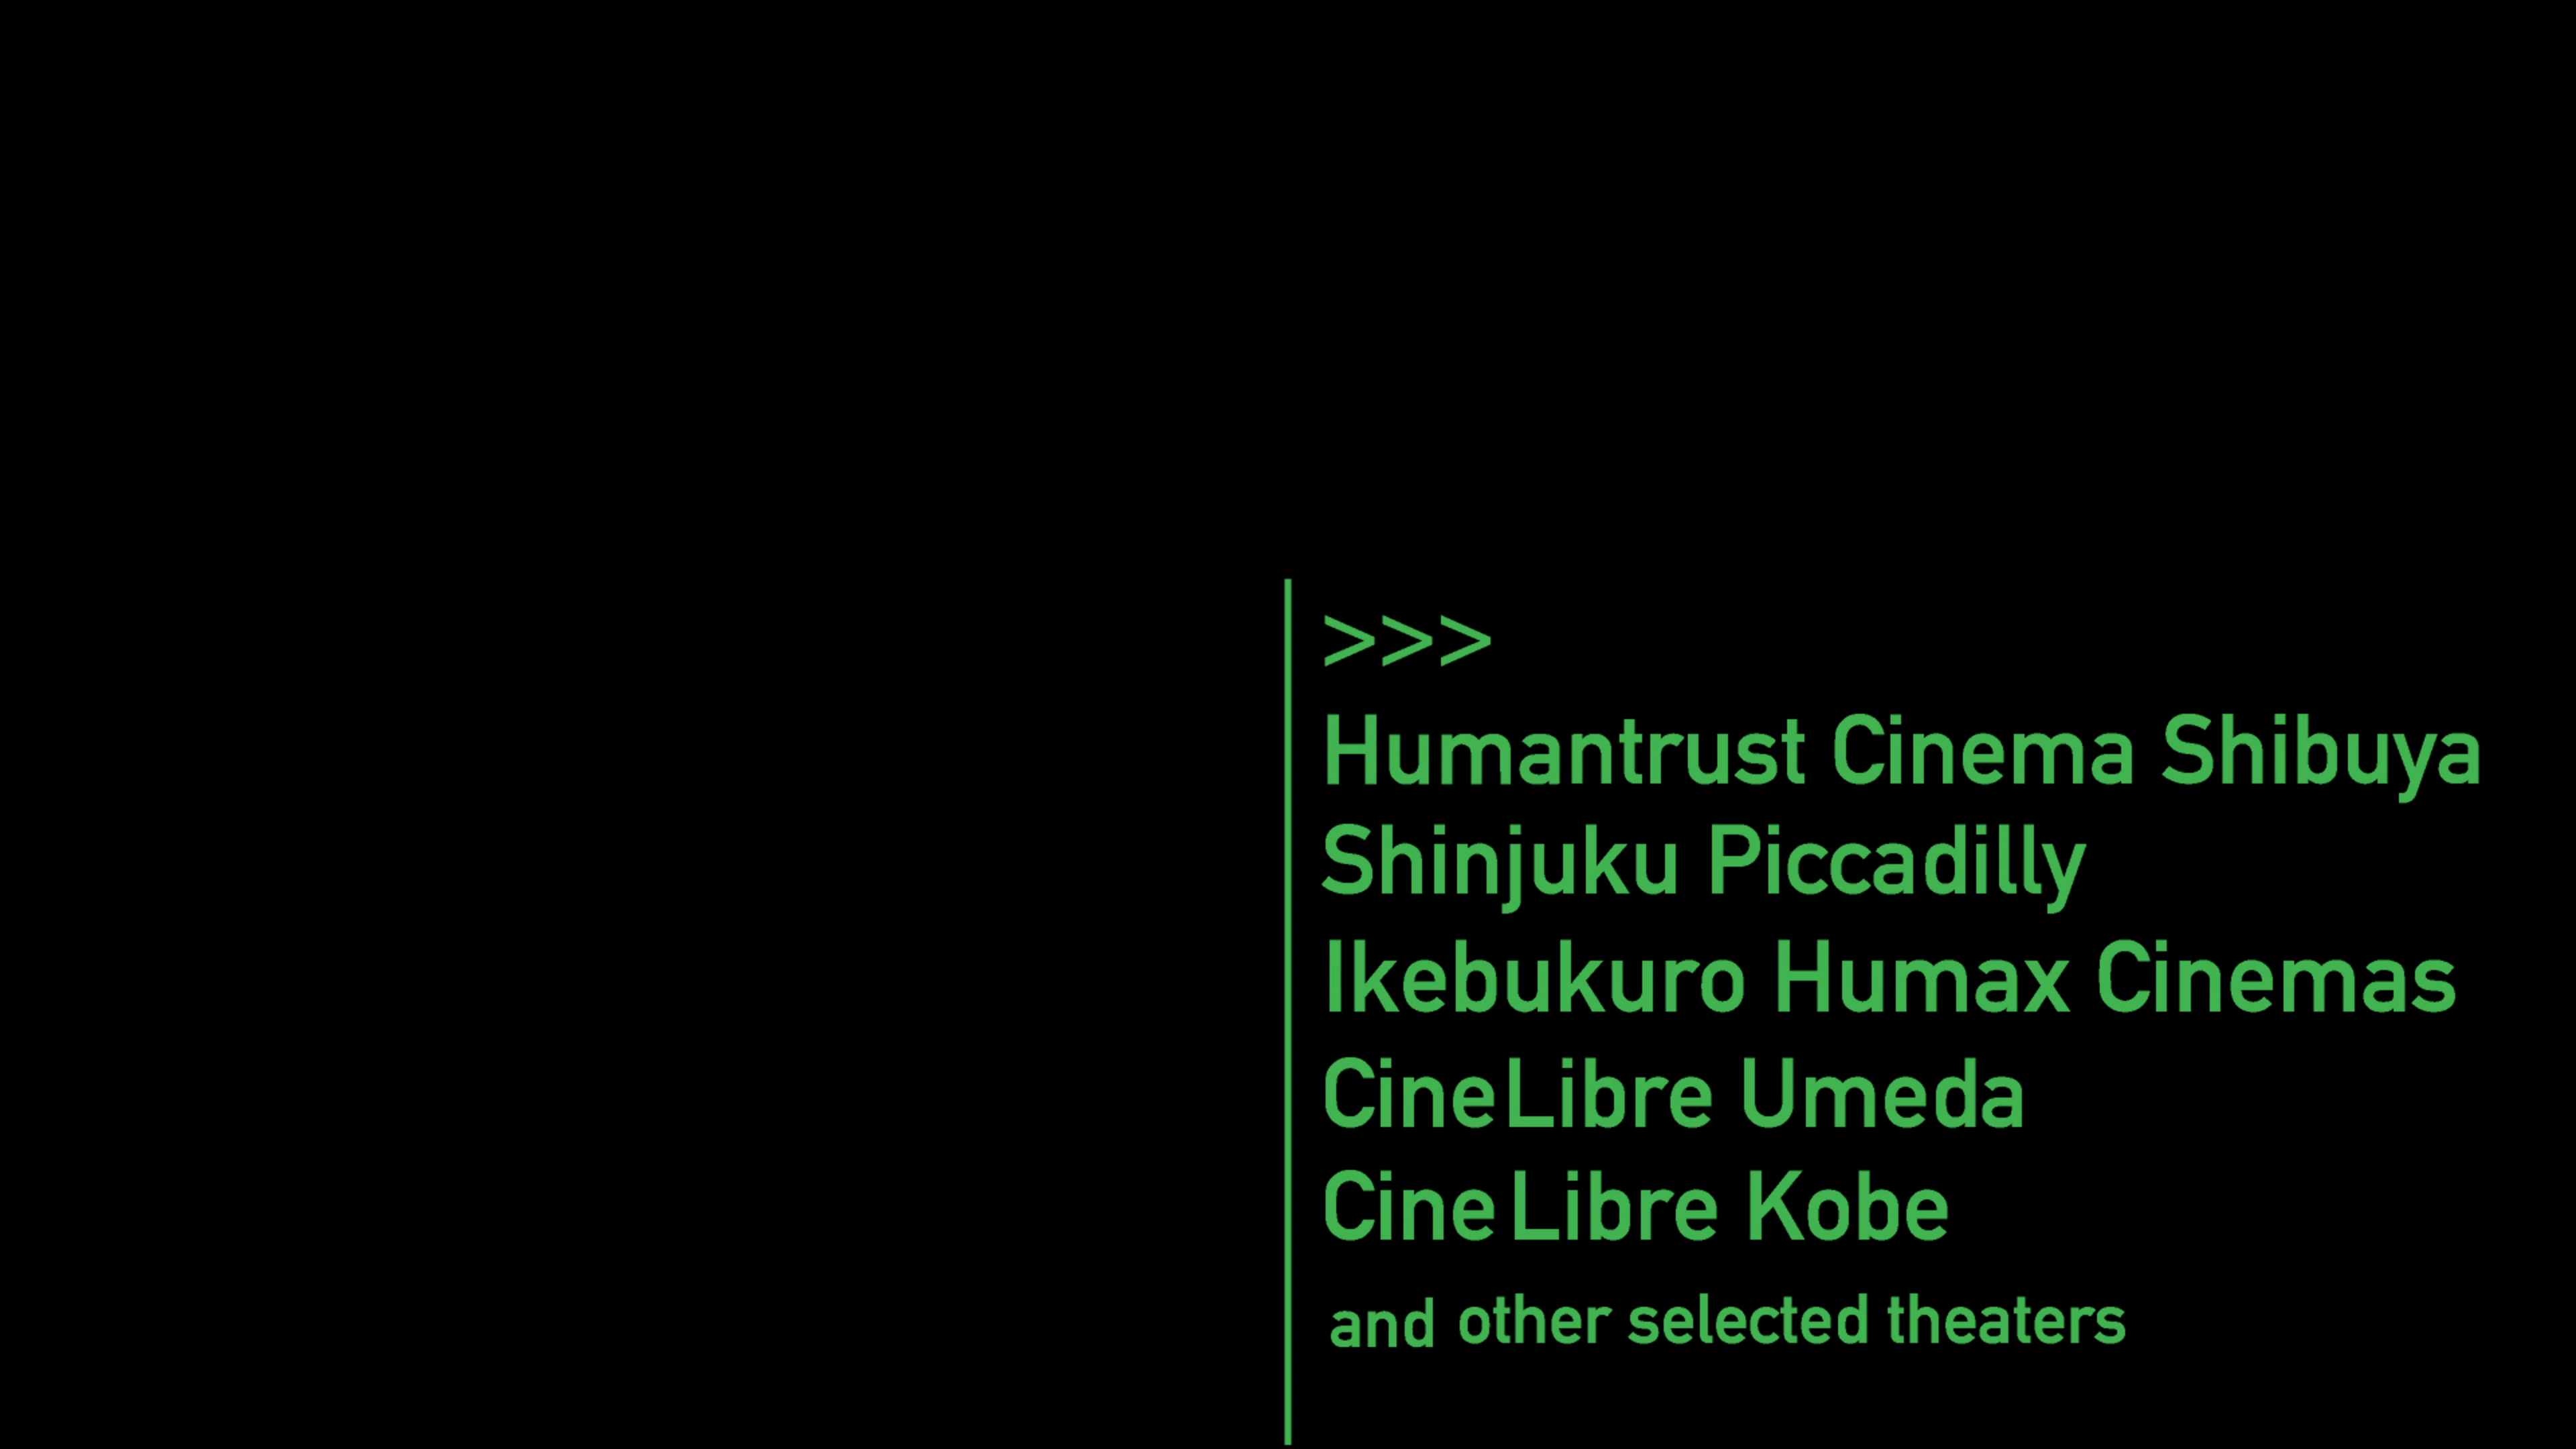 >>>
Humantrust Cinema Shibuya
Shinjuku Piccadilly
Ikebukuro Humax Cinemas
CineLibre Umeda
Cine Libre Kobe
and other selected theaters